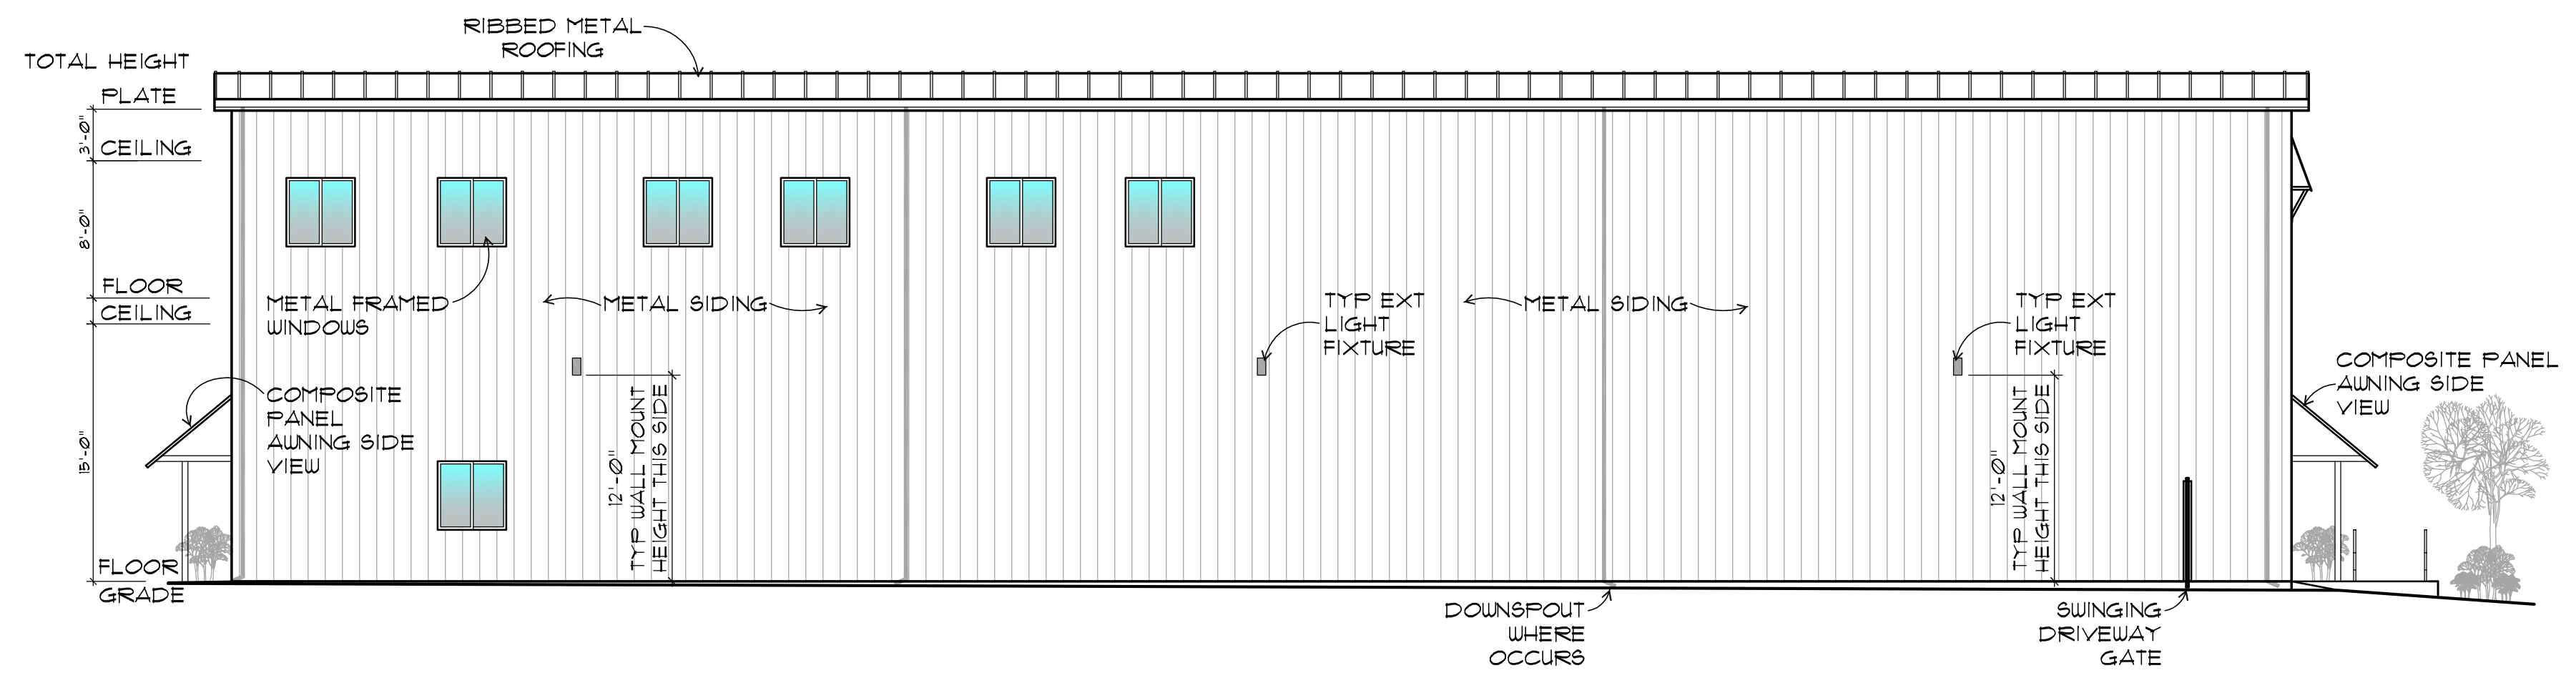 RIBBED METAL
ROOFING
TOTAL HEIGHT
PLATE
3'-0"
CEILING
8'-0"
FLOOR
CEILING
15'-0"
FLOOR
GRADE
METAL FRAMED
WINDOWS
METAL SIDING
TYP EXT
LIGHT
FIXTURE
METAL SIDING
TYP EXT
LIGHT
FIXTURE
COMPOSITE
PANEL
AWNING SIDE
VIEW
12'-0"
TYP WALL MOUNT
HEIGHT THIS SIDE
12'-0"
TYP WALL MOUNT
HEIGHT THIS SIDE
COMPOSITE PANEL
AWNING SIDE
VIEW
DOWNSPOUT
WHERE
OCCURS
SWINGING
DRIVEWAY
GATE